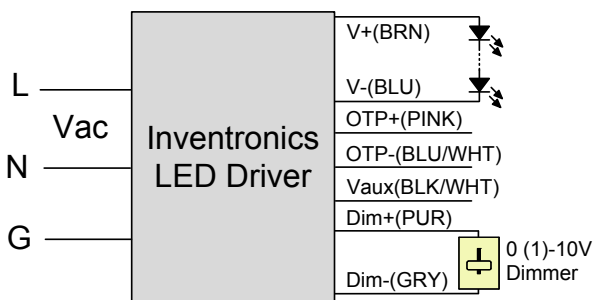 L
Vac
N
G
Inventronics
LED Driver
V+(BRN)
V-(BLU)
OTP+(PINK)
OTP-(BLU/WHT)
Vaux(BLK/WHT)
Dim+(PUR)
Dim-(GRY)
0 (1)-10V
Dimmer